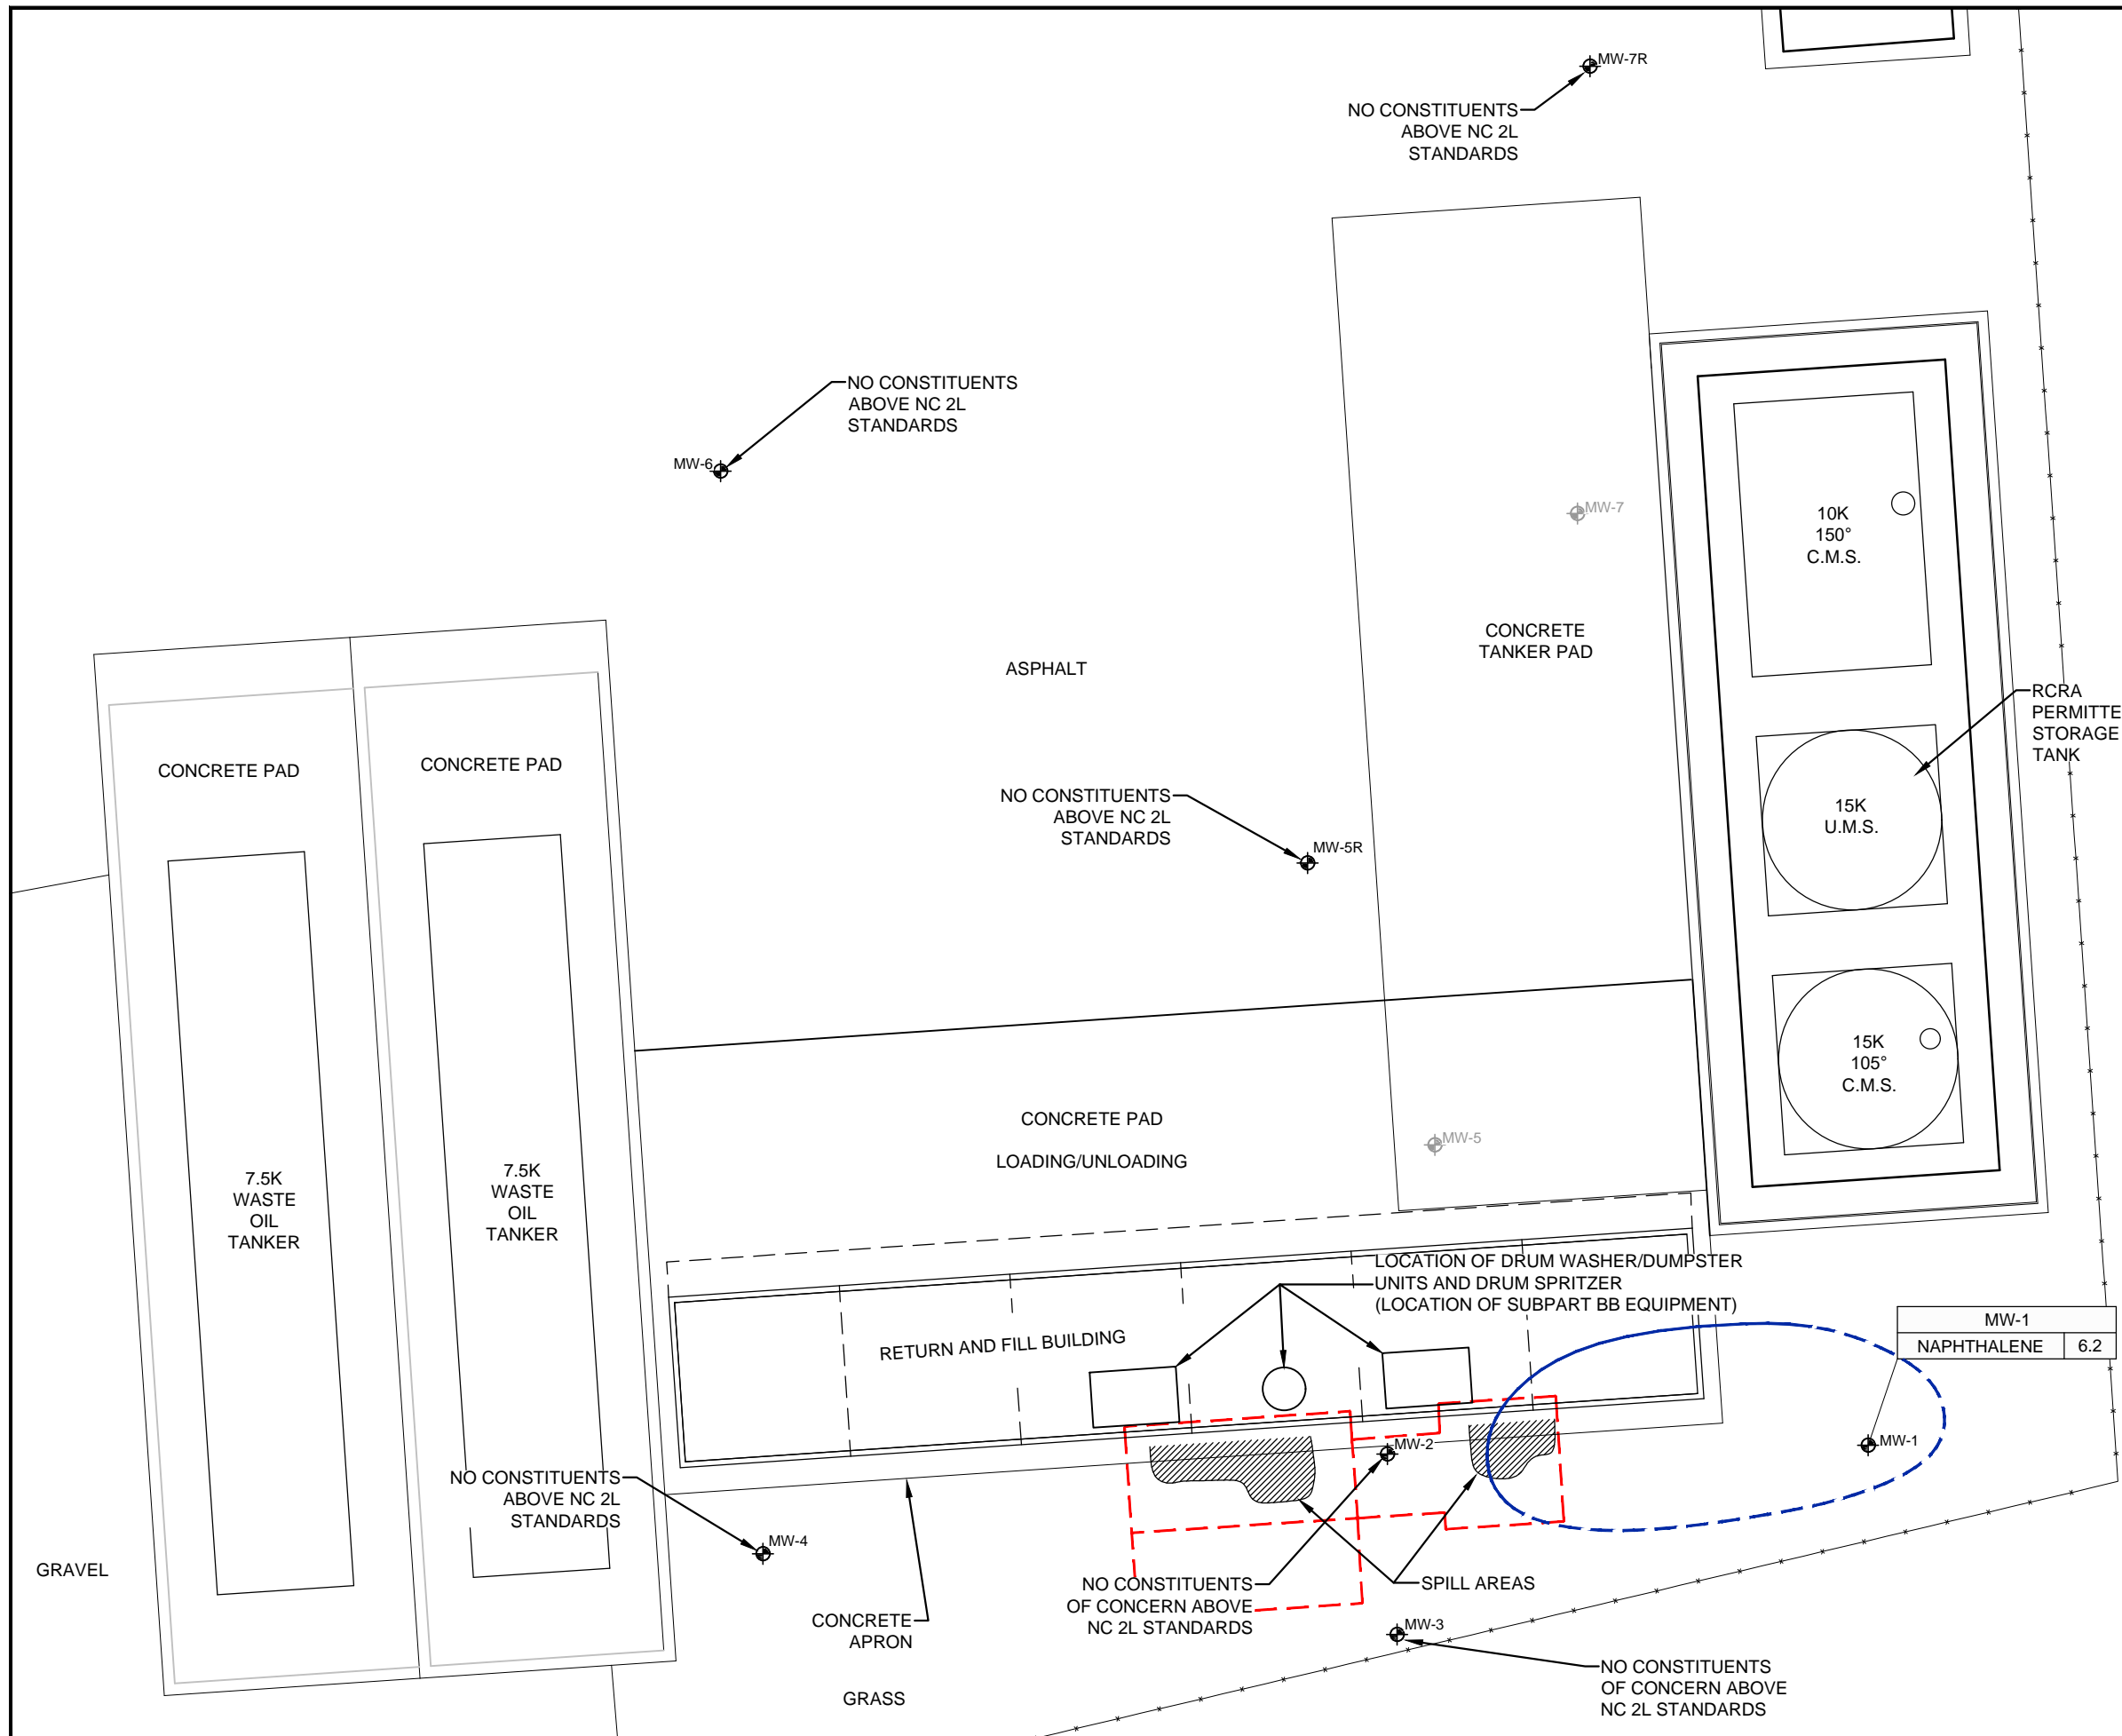 MW-7R
NO CONSTITUENTS
ABOVE NC 2L
STANDARDS
NO CONSTITUENTS
ABOVE NC 2L
STANDARDS
MW-6
MW-7
10K
150°
C.M.S.
CONCRETE
TANKER PAD
ASPHALT
RCRA
PERMITTE
STORAGE
TANK
CONCRETE PAD
CONCRETE PAD
NO CONSTITUENTS
ABOVE NC 2L
STANDARDS
MW-5R
15K
U.M.S.
15K
105°
C.M.S.
CONCRETE PAD
LOADING/UNLOADING
MW-5
7.5K
WASTE
OIL
TANKER
7.5K
WASTE
OIL
TANKER
LOCATION OF DRUM WASHER/DUMPSTER
UNITS AND DRUM SPRITZER
(LOCATION OF SUBPART BB EQUIPMENT)
MW-1
NAPHTHALENE 6.2
RETURN AND FILL BUILDING
MW-2
MW-1
NO CONSTITUENTS
ABOVE NC 2L
STANDARDS
MW-4
GRAVEL
NO CONSTITUENTS
OF CONCERN ABOVE
NC 2L STANDARDS
SPILL AREAS
CONCRETE
APRON
MW-3
NO CONSTITUENTS
OF CONCERN ABOVE
NC 2L STANDARDS
GRASS